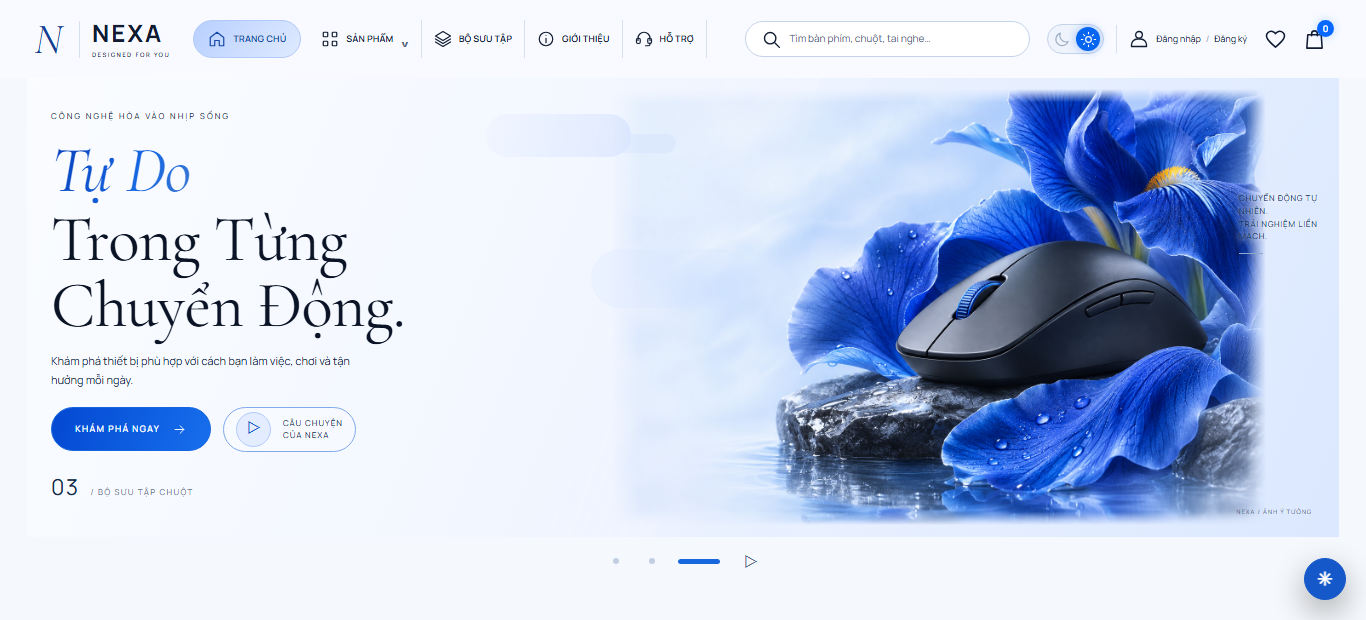 N
NEXA
DESIGNED FOR YOU
TRANG CHỦ
SẢN PHẨM
BỘ SƯU TẬP
GIỚI THIỆU
HỖ TRỢ
Tìm bàn phím, chuột, tai nghe...
Đăng nhập / Đăng ký
0
CÔNG NGHỆ HÒA VÀO NHỊP SỐNG
Tự Do
Trong Từng
Chuyển Động.
CHUYỂN ĐỘNG TỰ
NHIÊN.
TRẢI NGHIỆM LIỀN
MẠCH.
Khám phá thiết bị phù hợp với cách bạn làm việc, chơi và tận
hưởng mỗi ngày.
KHÁM PHÁ NGAY
CÂU CHUYỆN
CỦA NEXA
03 / BỘ SƯU TẬP CHUỘT
NEXA / ẢNH Ý TƯỞNG